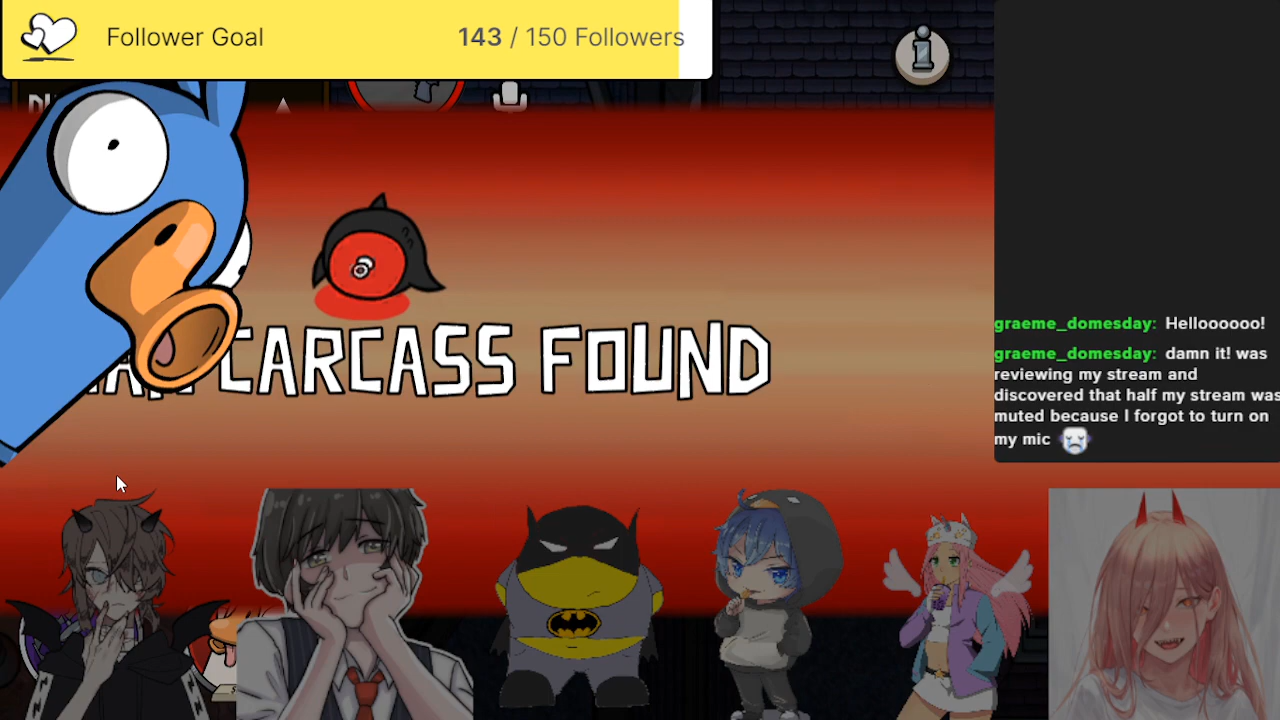 Follower Goal 143 / 150 Followers
CARCASS FOUND
graeme_domesday: Helloooooo!
graeme_domesday: damn it! was
reviewing my stream and
discovered that half my stream was
muted because I forgot to turn on
my mic